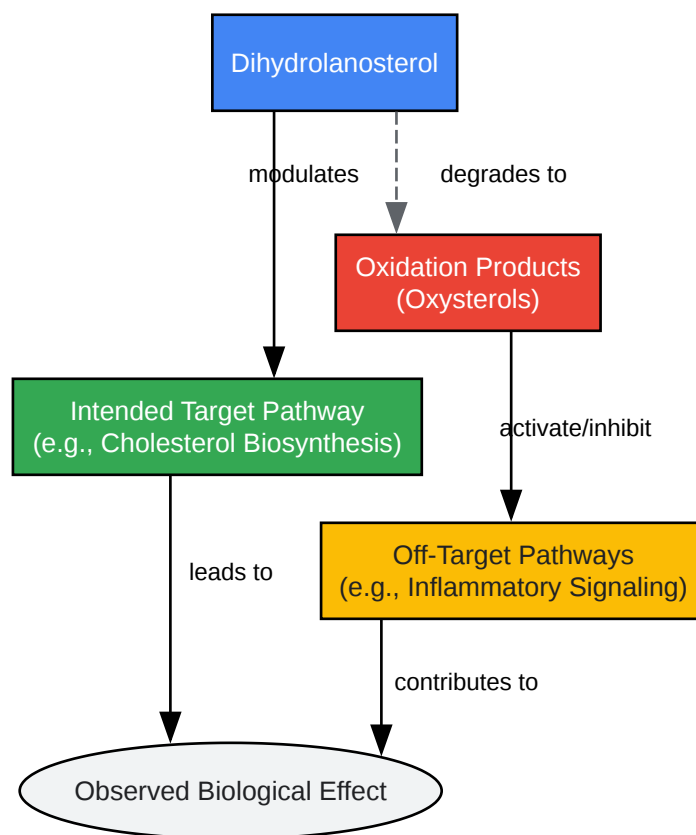 Dihydrolanosterol
modulates
degrades to
Oxidation Products
(Oxysterols)
Intended Target Pathway
(e.g., Cholesterol Biosynthesis)
activate/inhibit
Off-Target Pathways
(e.g., Inflammatory Signaling)
leads to
contributes to
Observed Biological Effect